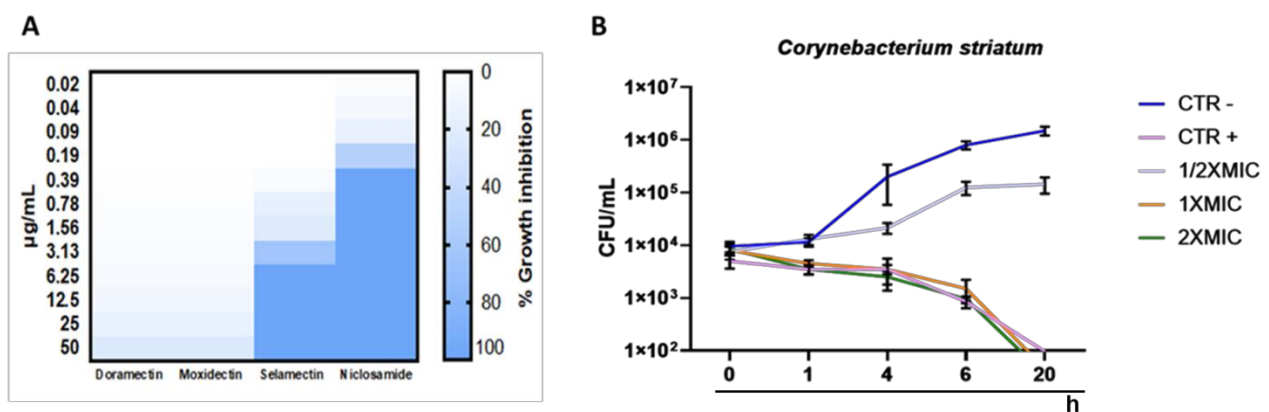 A
0.02
0.04
0.09
0.19
0.39
0.78
1.56
3.13
6.25
12.5
25
50
µg/mL
Doramectin Moxidectin Selamectin Niclosamide
0
20
40
60
80
100
% Growth inhibition
B
Corynebacterium striatum
1×10⁷
1×10⁶
1×10⁵
1×10⁴
1×10³
1×10²
CFU/mL
0 1 4 6 20
h
CTR -
CTR +
1/2XMIC
1XMIC
2XMIC